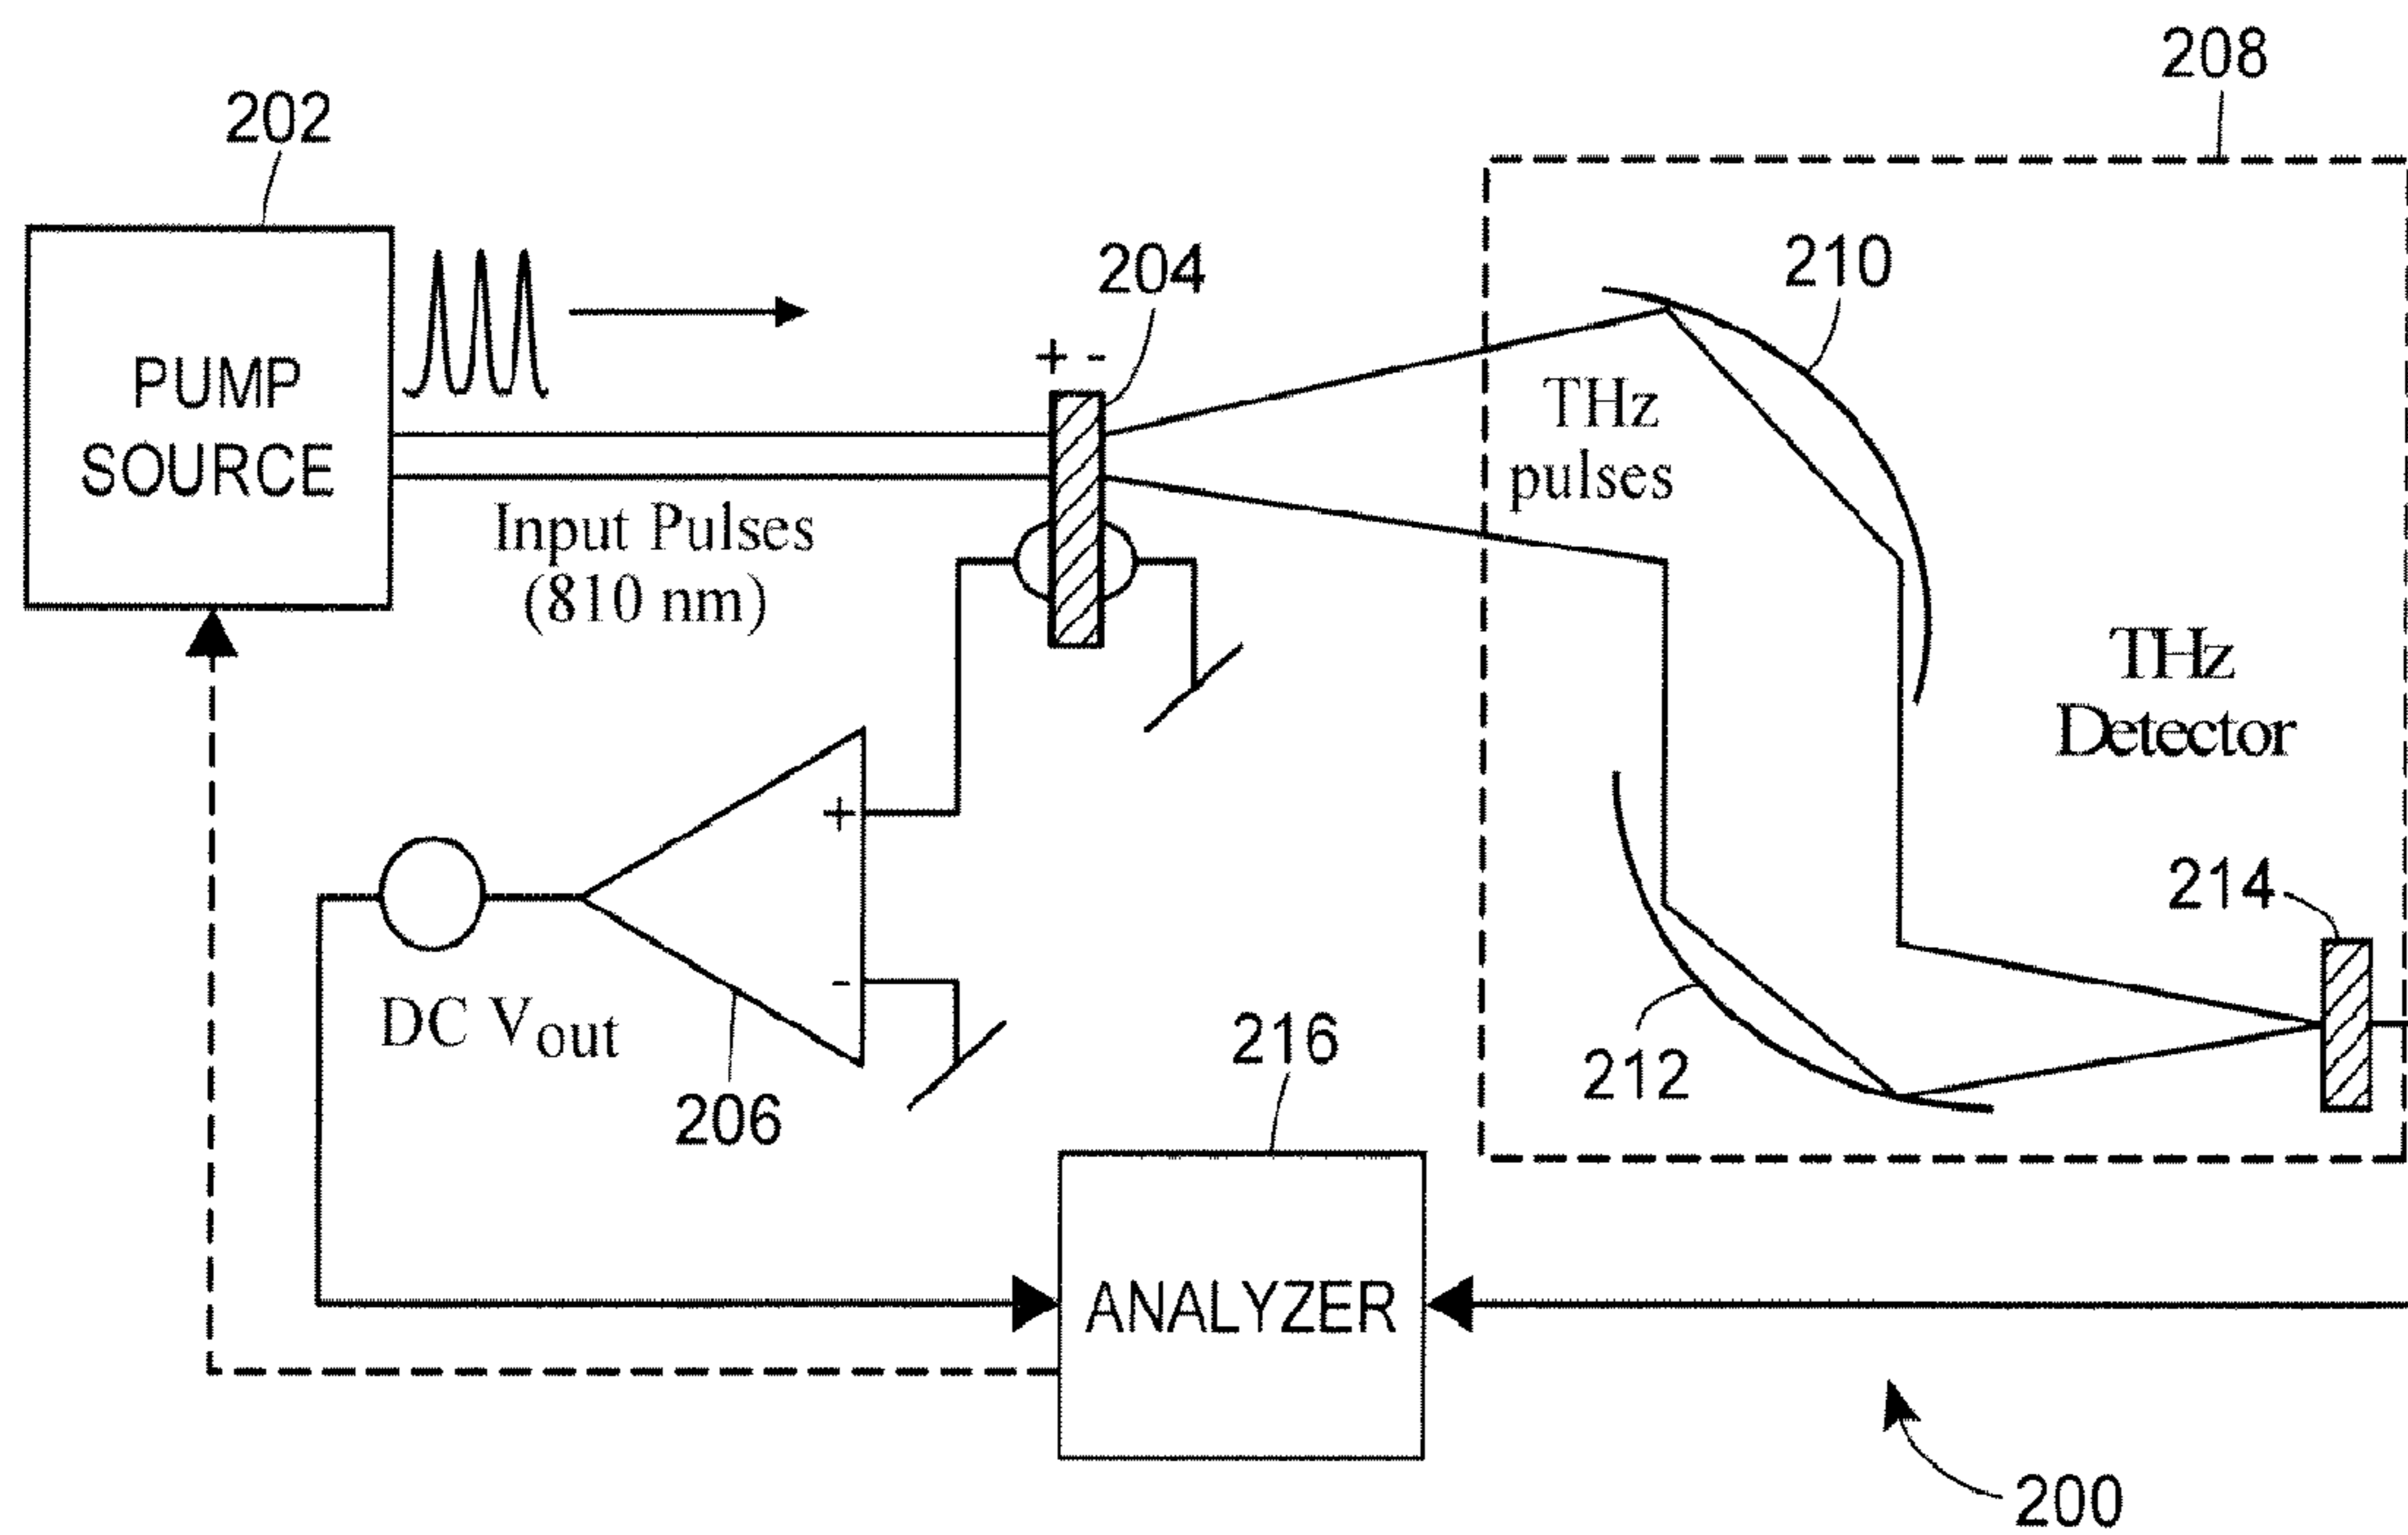 208
202
204
210
+ -
PUMP
SOURCE
THz
pulses
Input Pulses
(810 nm)
THz
Detector
+
-
214
DC Vout
206
212
216
ANALYZER
200